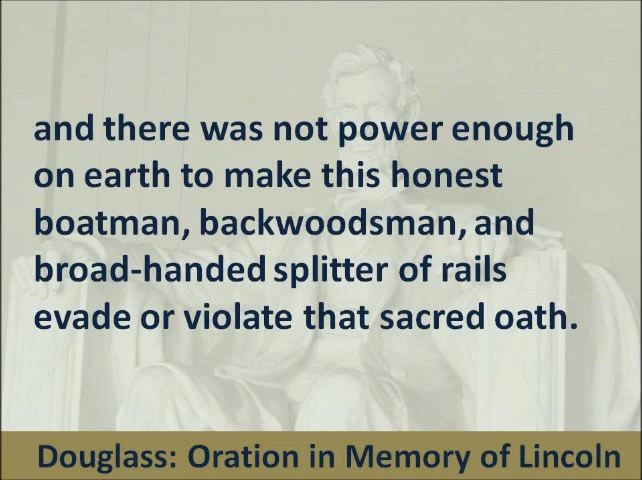 and there was not power enough
on earth to make this honest
boatman, backwoodsman, and
broad-handed splitter of rails
evade or violate that sacred oath.
Douglass: Oration in Memory of Lincoln